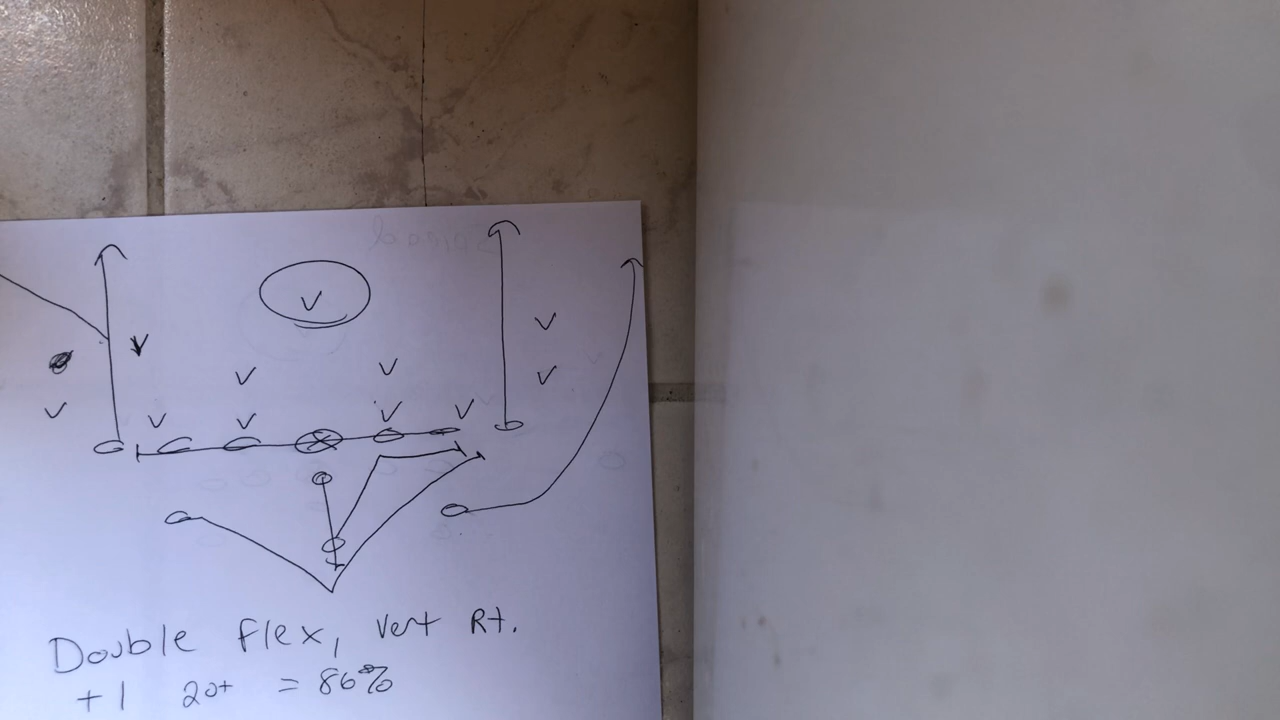 Double Flex, Vert Rt.
+1 20+ = 86%